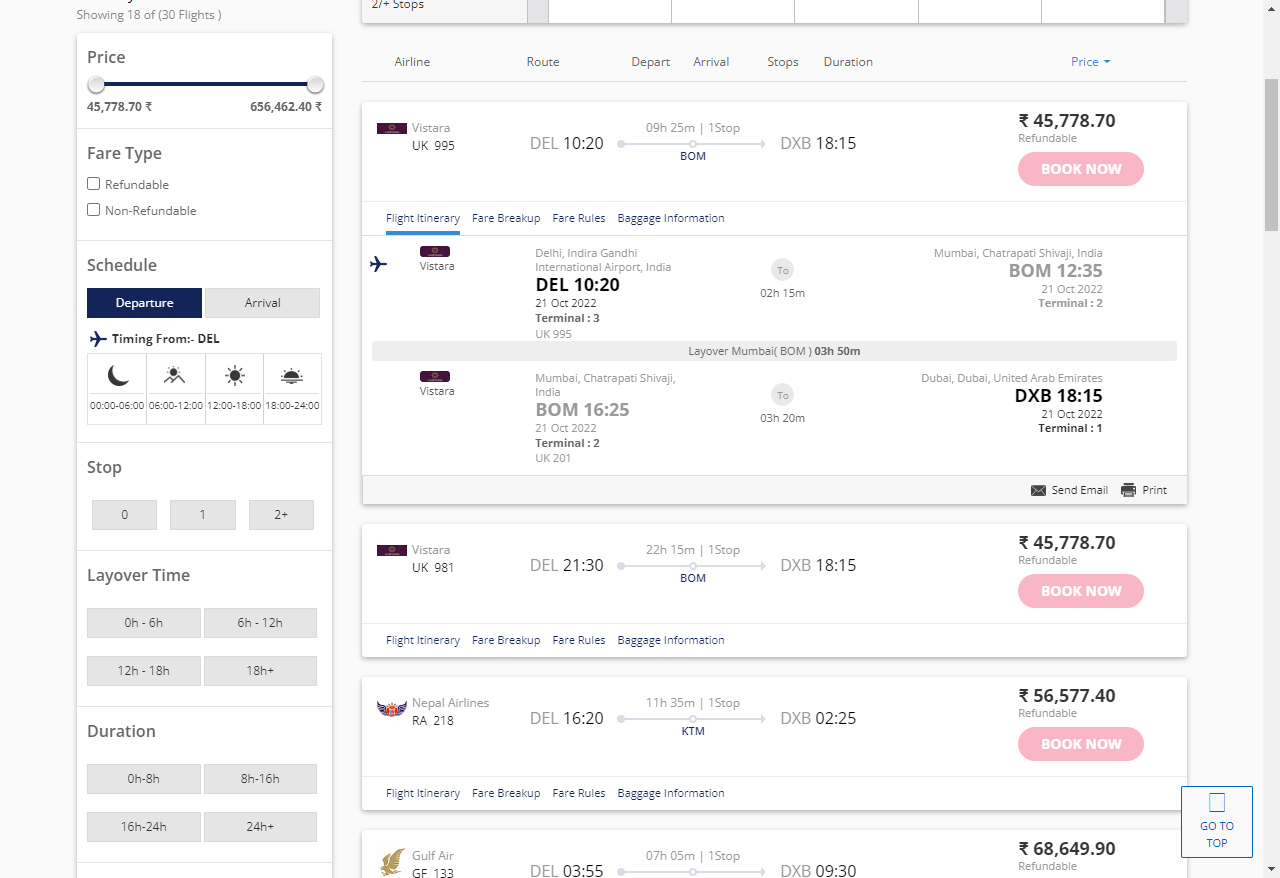 2/+ Stops
Showing 18 of (30 Flights )
Price
45,778.70 ₹ 656,462.40 ₹
Fare Type
Refundable
Non-Refundable
Schedule
Departure Arrival
Timing From:- DEL
00:00-06:00 06:00-12:00 12:00-18:00 18:00-24:00
Stop
0 1 2+
Layover Time
0h - 6h 6h - 12h
12h - 18h 18h+
Duration
0h-8h 8h-16h
16h-24h 24h+
Airline Route Depart Arrival Stops Duration Price
Vistara
UK 995
DEL 10:20
09h 25m | 1Stop
BOM
DXB 18:15
₹ 45,778.70
Refundable
BOOK NOW
Flight Itinerary Fare Breakup Fare Rules Baggage Information
Vistara
Delhi, Indira Gandhi
International Airport, India
DEL 10:20
21 Oct 2022
Terminal : 3
UK 995
To
02h 15m
Mumbai, Chatrapati Shivaji, India
BOM 12:35
21 Oct 2022
Terminal : 2
Layover Mumbai( BOM ) 03h 50m
Vistara
Mumbai, Chatrapati Shivaji,
India
BOM 16:25
21 Oct 2022
Terminal : 2
UK 201
To
03h 20m
Dubai, Dubai, United Arab Emirates
DXB 18:15
21 Oct 2022
Terminal : 1
Send Email Print
Vistara
UK 981
DEL 21:30
22h 15m | 1Stop
BOM
DXB 18:15
₹ 45,778.70
Refundable
BOOK NOW
Flight Itinerary Fare Breakup Fare Rules Baggage Information
Nepal Airlines
RA 218
DEL 16:20
11h 35m | 1Stop
KTM
DXB 02:25
₹ 56,577.40
Refundable
BOOK NOW
Flight Itinerary Fare Breakup Fare Rules Baggage Information
Gulf Air
GF 133
DEL 03:55
07h 05m | 1Stop
DXB 09:30
₹ 68,649.90
Refundable
GO TO
TOP